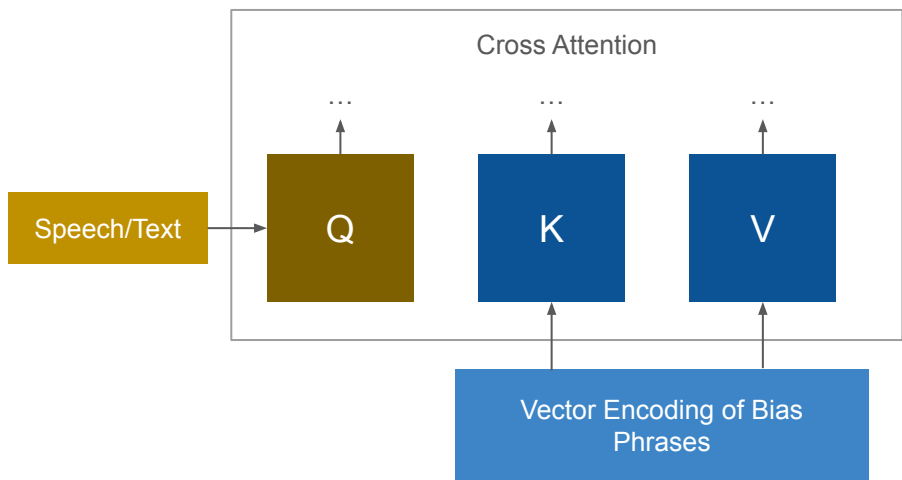 Cross Attention
...
...
...
Speech/Text
Q
K
V
Vector Encoding of Bias
Phrases